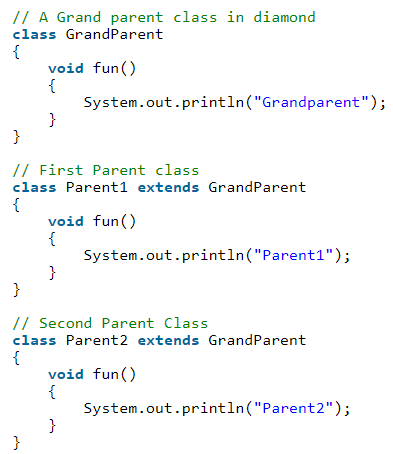 // A Grand parent class in diamond
class GrandParent
{
    void fun()
    {
        System.out.println("Grandparent");
    }
}

// First Parent class
class Parent1 extends GrandParent
{
    void fun()
    {
        System.out.println("Parent1");
    }
}

// Second Parent Class
class Parent2 extends GrandParent
{
    void fun()
    {
        System.out.println("Parent2");
    }
}